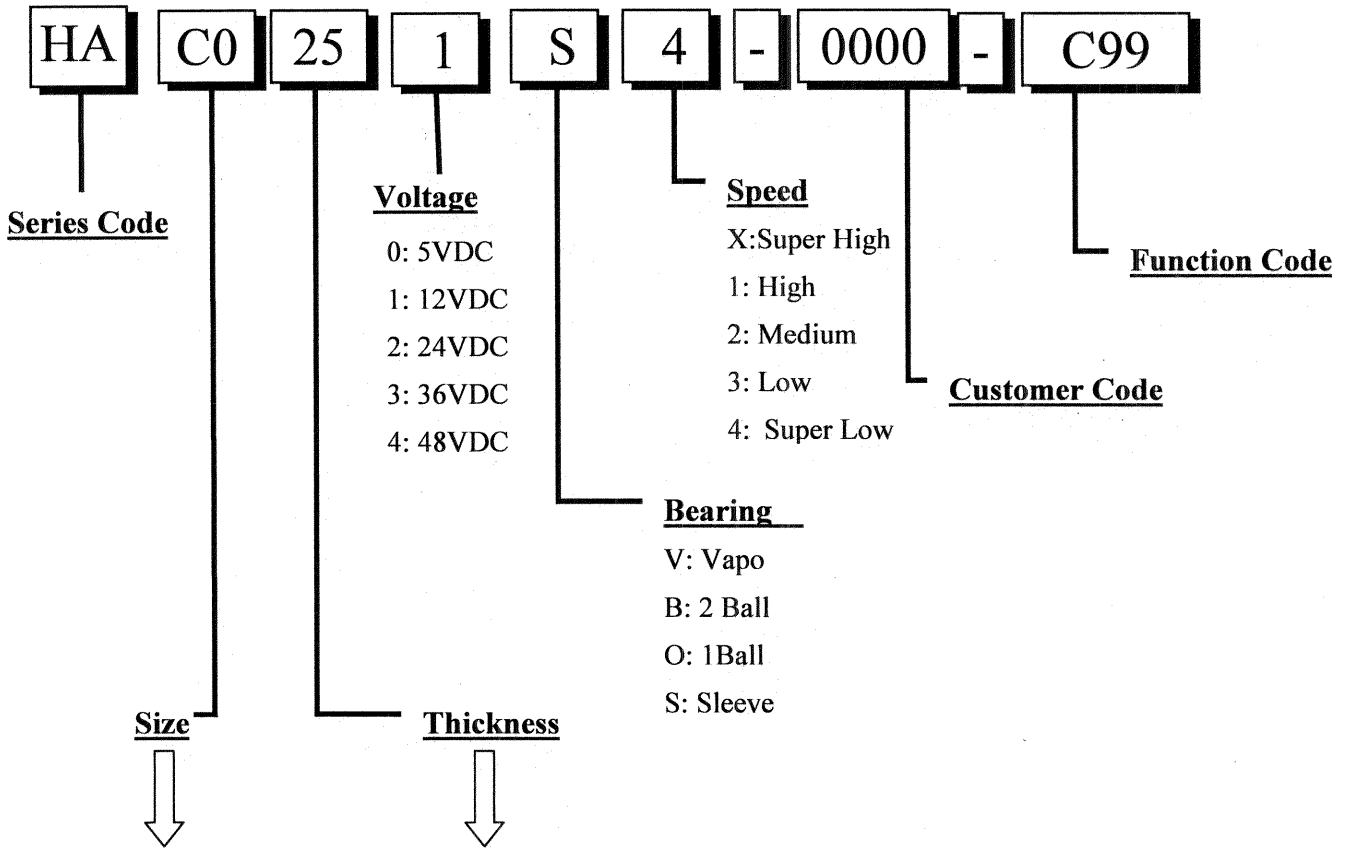 HA C0 25 1 S 4 - 0000 - C99
Series Code
Voltage
0: 5VDC
1: 12VDC
2: 24VDC
3: 36VDC
4: 48VDC
Speed
X:Super High
1: High
2: Medium
3: Low
4: Super Low
Function Code
Customer Code
Bearing
V: Vapo
B: 2 Ball
O: 1Ball
S: Sleeve
Size
Thickness